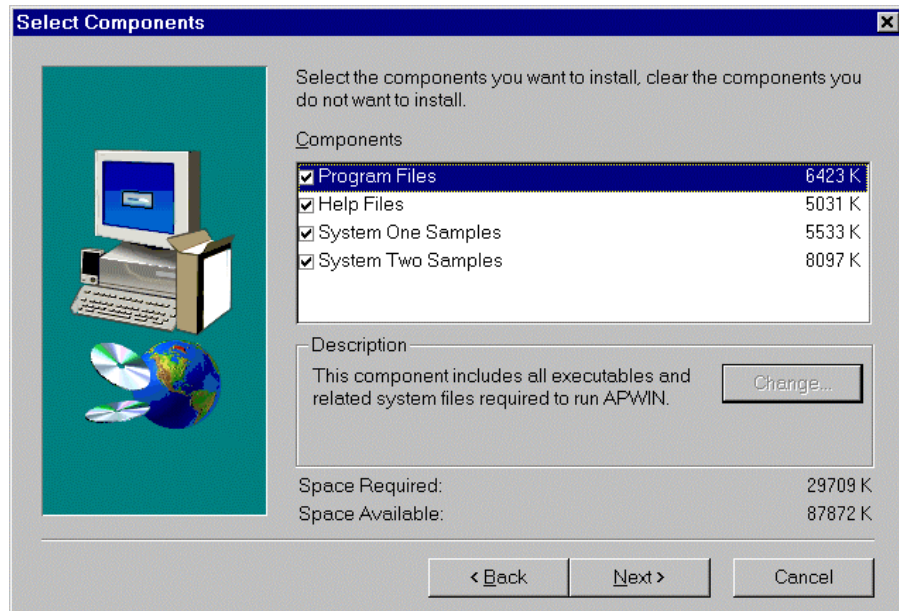 Select Components
Select the components you want to install, clear the components you
do not want to install.
Components
Program Files 6423 K
Help Files 5031 K
System One Samples 5533 K
System Two Samples 8097 K
Description
This component includes all executables and
related system files required to run APWIN.
Change...
Space Required: 29709 K
Space Available: 87872 K
< Back Next > Cancel